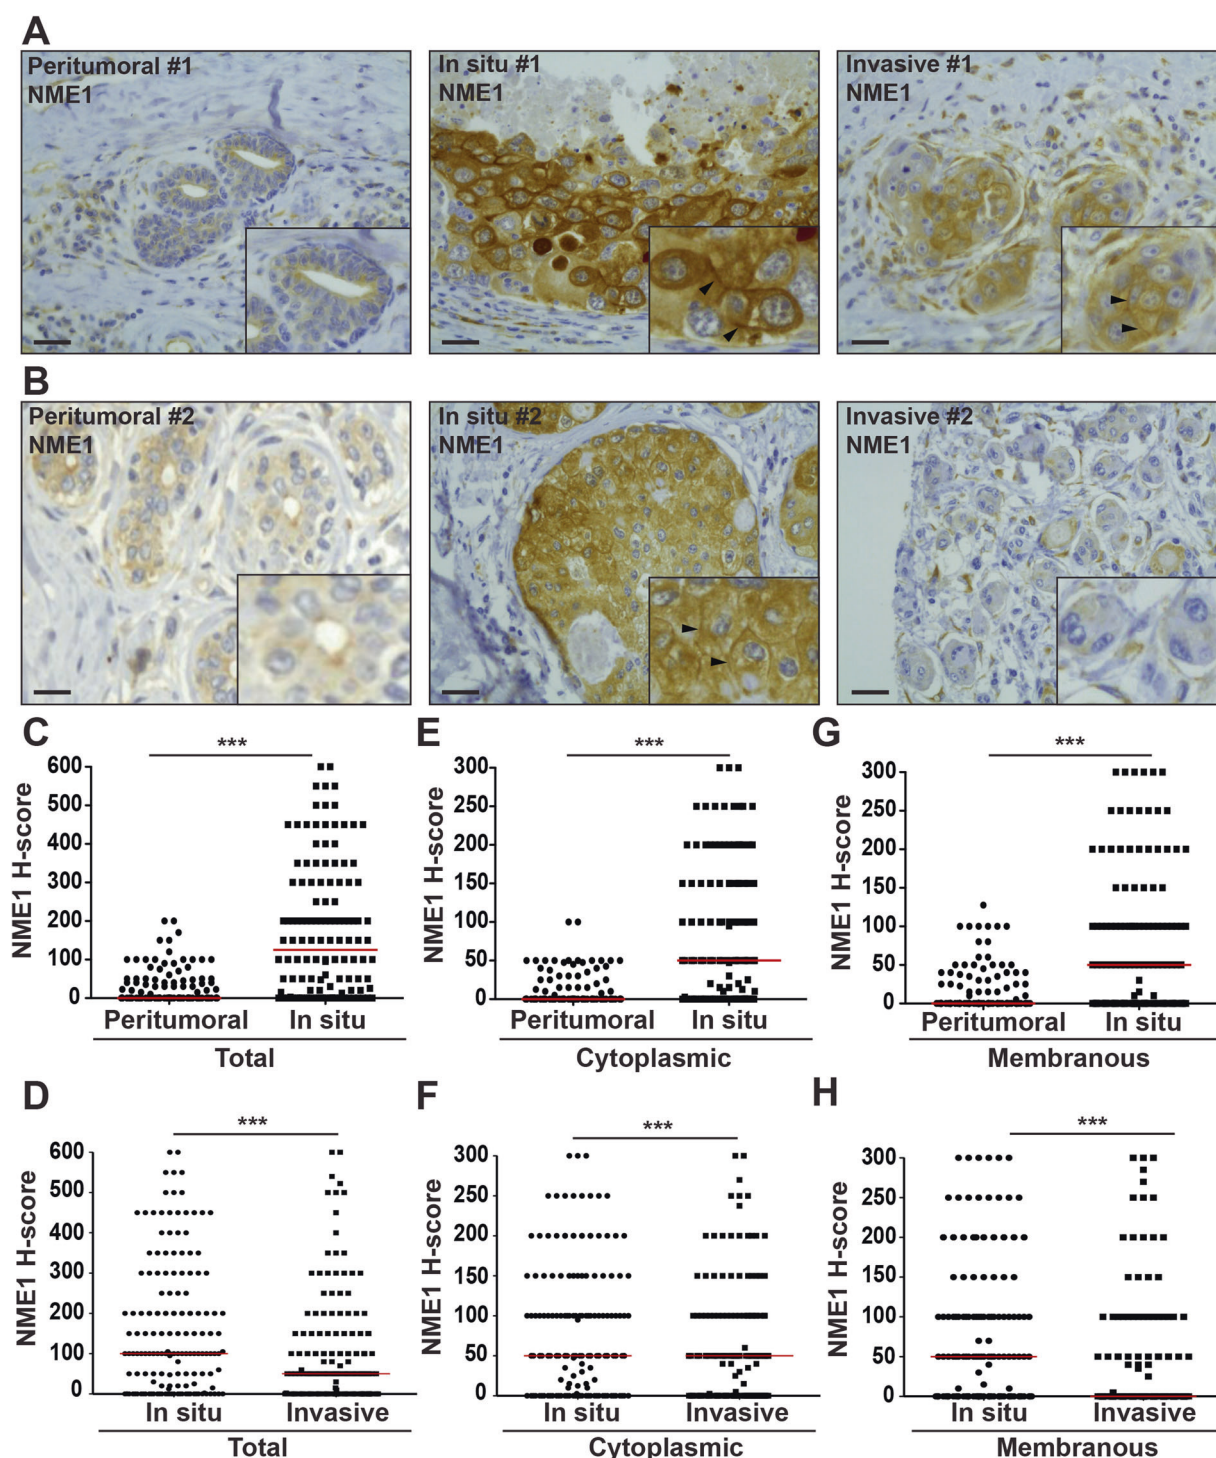 A
Peritumoral #1
NME1
In situ #1
NME1
Invasive #1
NME1
B
Peritumoral #2
NME1
In situ #2
NME1
Invasive #2
NME1
C
***
NME1 H-score
600
500
400
300
200
100
0
Peritumoral In situ
Total
E
***
NME1 H-score
300
250
200
150
100
50
0
Peritumoral In situ
Cytoplasmic
G
***
NME1 H-score
300
250
200
150
100
50
0
Peritumoral In situ
Membranous
D
***
NME1 H-score
600
500
400
300
200
100
0
In situ Invasive
Total
F
***
NME1 H-score
300
250
200
150
100
50
0
In situ Invasive
Cytoplasmic
H
***
NME1 H-score
300
250
200
150
100
50
0
In situ Invasive
Membranous